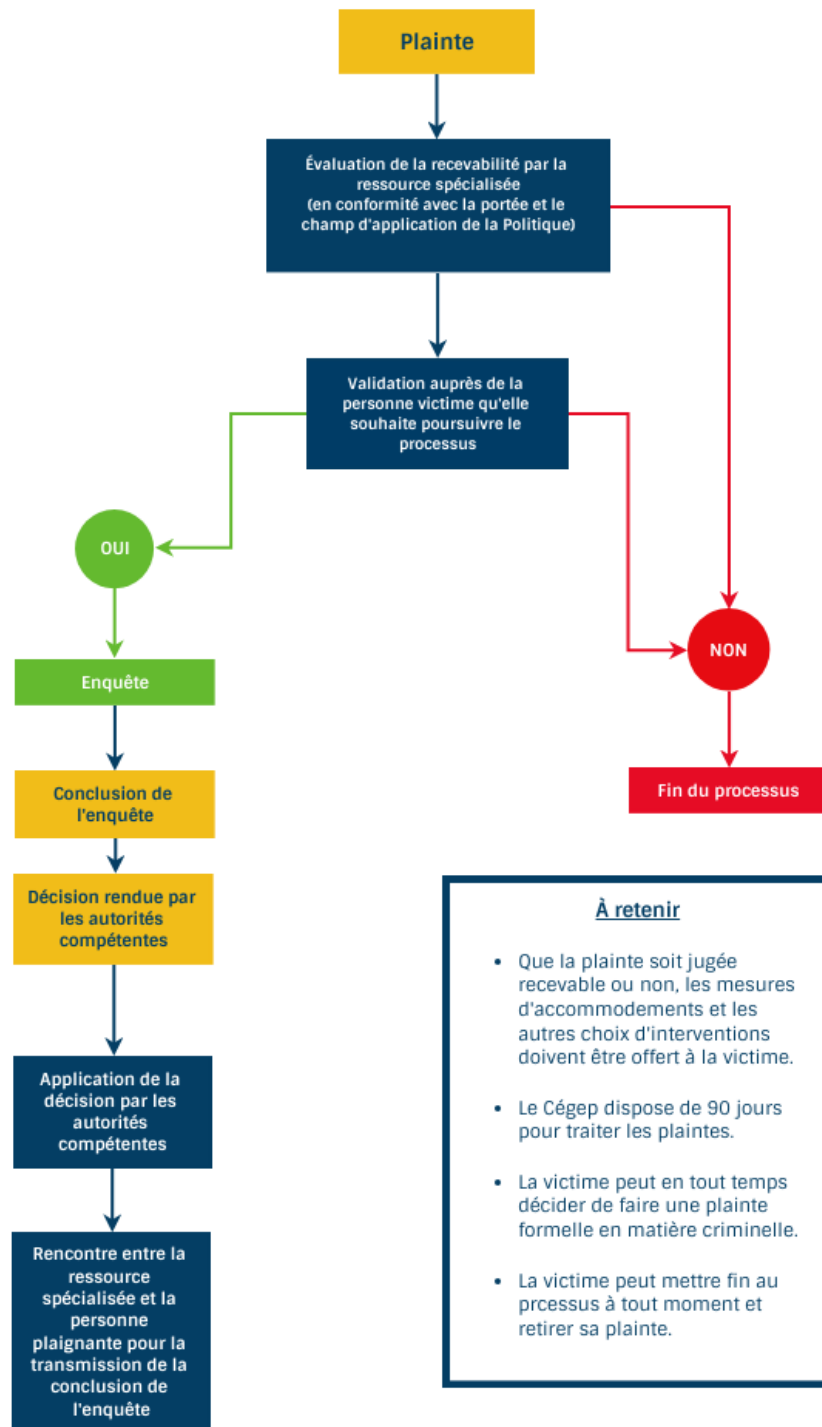 Plainte
Évaluation de la recevabilité par la
ressource spécialisée
(en conformité avec la portée et le
champ d'application de la Politique)
Validation auprès de la
personne victime qu'elle
souhaite poursuivre le
processus
OUI
NON
Enquête
Fin du processus
Conclusion de
l'enquête
Décision rendue par
les autorités
compétentes
Application de la
décision par les
autorités
compétentes
Rencontre entre la
ressource
spécialisée et la
personne
plaignante pour la
transmission de la
conclusion de
l'enquête
À retenir
• Que la plainte soit jugée
recevable ou non, les mesures
d'accommodements et les
autres choix d'interventions
doivent être offert à la victime.
• Le Cégep dispose de 90 jours
pour traiter les plaintes.
• La victime peut en tout temps
décider de faire une plainte
formelle en matière criminelle.
• La victime peut mettre fin au
prcessus à tout moment et
retirer sa plainte.